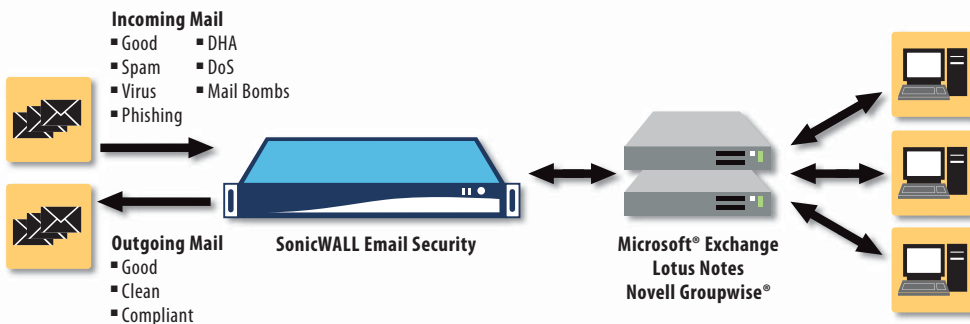 Incoming Mail
▪ Good ▪ DHA
▪ Spam ▪ DoS
▪ Virus ▪ Mail Bombs
▪ Phishing
Outgoing Mail
▪ Good
▪ Clean
▪ Compliant
SonicWALL Email Security
Microsoft® Exchange
Lotus Notes
Novell Groupwise®